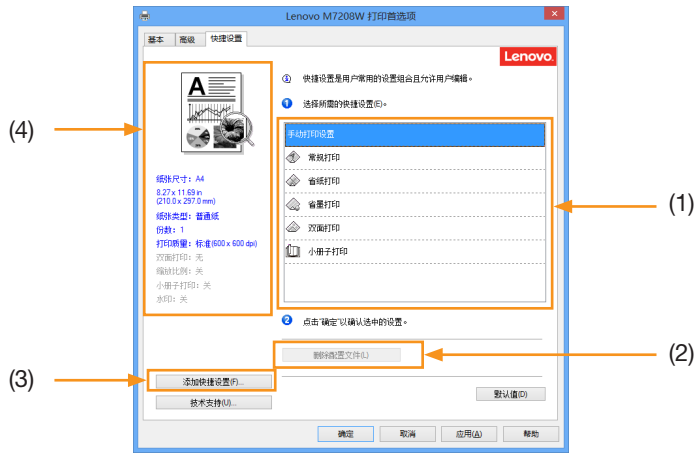 Lenovo M7208W 打印首选项
基本 高级 快捷设置
Lenovo
快捷设置是用户常用的设置组合且允许用户编辑。
1 选择所需的快捷设置(E)。
手动打印设置
常规打印
省纸打印
省墨打印
双面打印
小册子打印
2 点击"确定"以确认选中的设置。
删除配置文件(L)
默认值(D)
纸张尺寸: A4
8.27 x 11.69 in
(210.0 x 297.0 mm)
纸张类型: 普通纸
份数: 1
打印质量: 标准(600 x 600 dpi)
双面打印: 无
缩放比例: 关
小册子打印: 关
水印: 关
添加快捷设置(F)...
技术支持(U)...
确定 取消 应用(A) 帮助
(4)
(1)
(2)
(3)